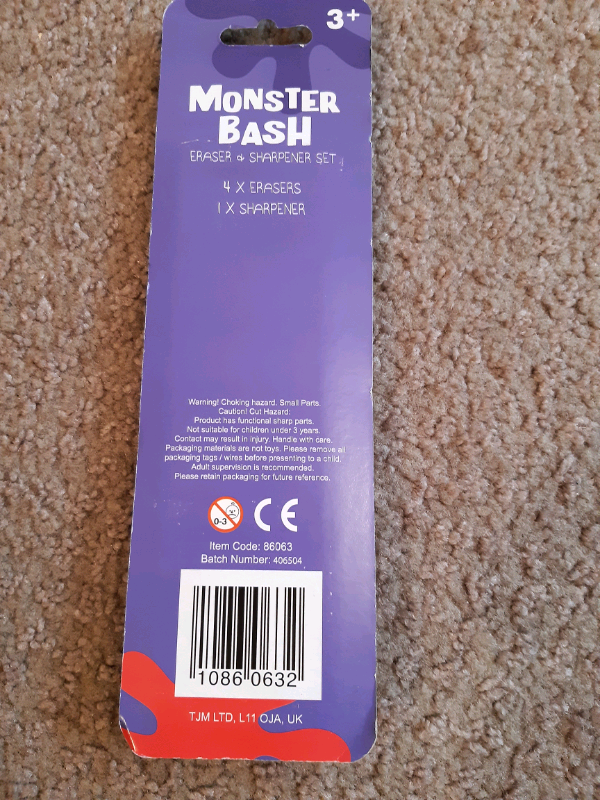 3+
MONSTER
BASH
ERASER & SHARPENER SET
4 X ERASERS
1 X SHARPENER
Warning! Choking hazard. Small Parts.
Caution! Cut Hazard:
Product has functional sharp parts.
Not suitable for children under 3 years.
Contact may result in injury. Handle with care.
Packaging materials are not toys. Please remove all
packaging tags / wires before presenting to a child.
Adult supervision is recommended.
Please retain packaging for future reference.
0-3
CE
Item Code: 86063
Batch Number: 406504
1086 0632
TJM LTD, L11 OJA, UK